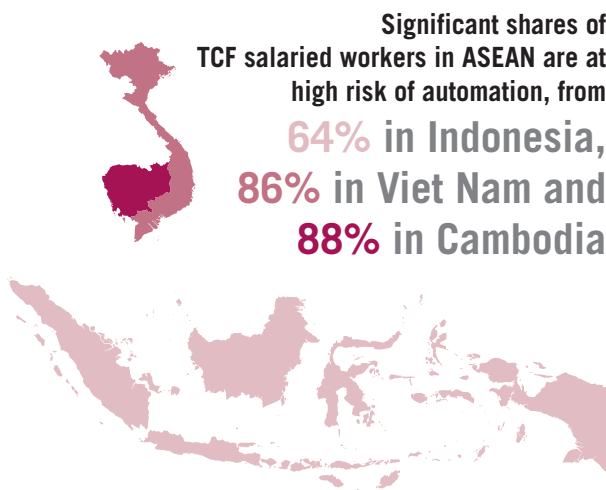 Significant shares of
TCF salaried workers in ASEAN are at
high risk of automation, from
64% in Indonesia,
86% in Viet Nam and
88% in Cambodia